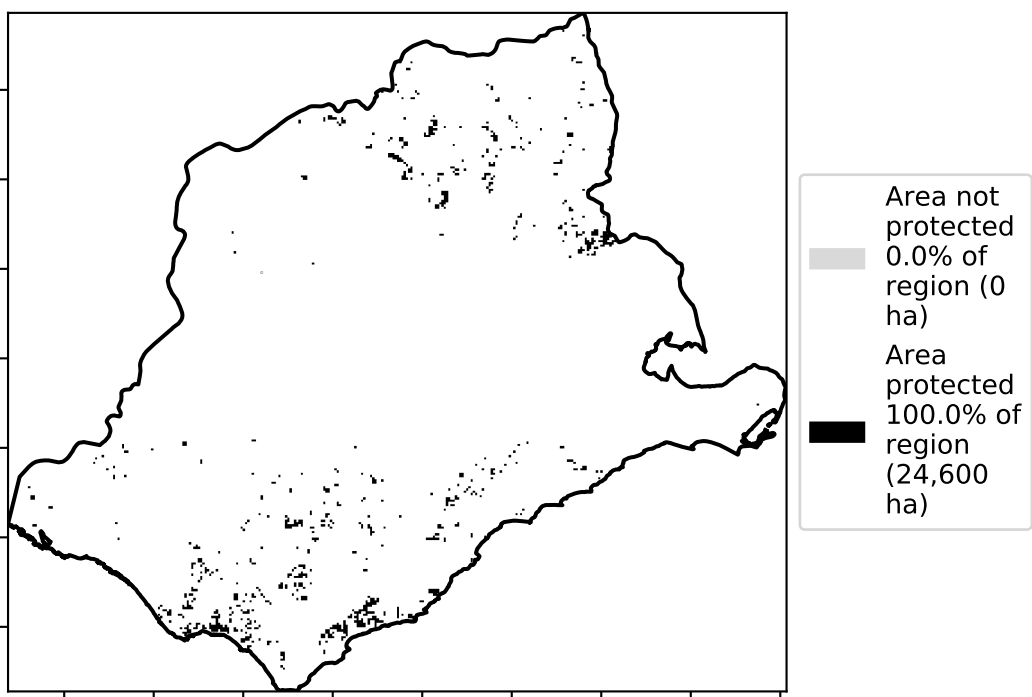 Area not
protected
0.0% of
region (0
ha)
Area
protected
100.0% of
region
(24,600
ha)